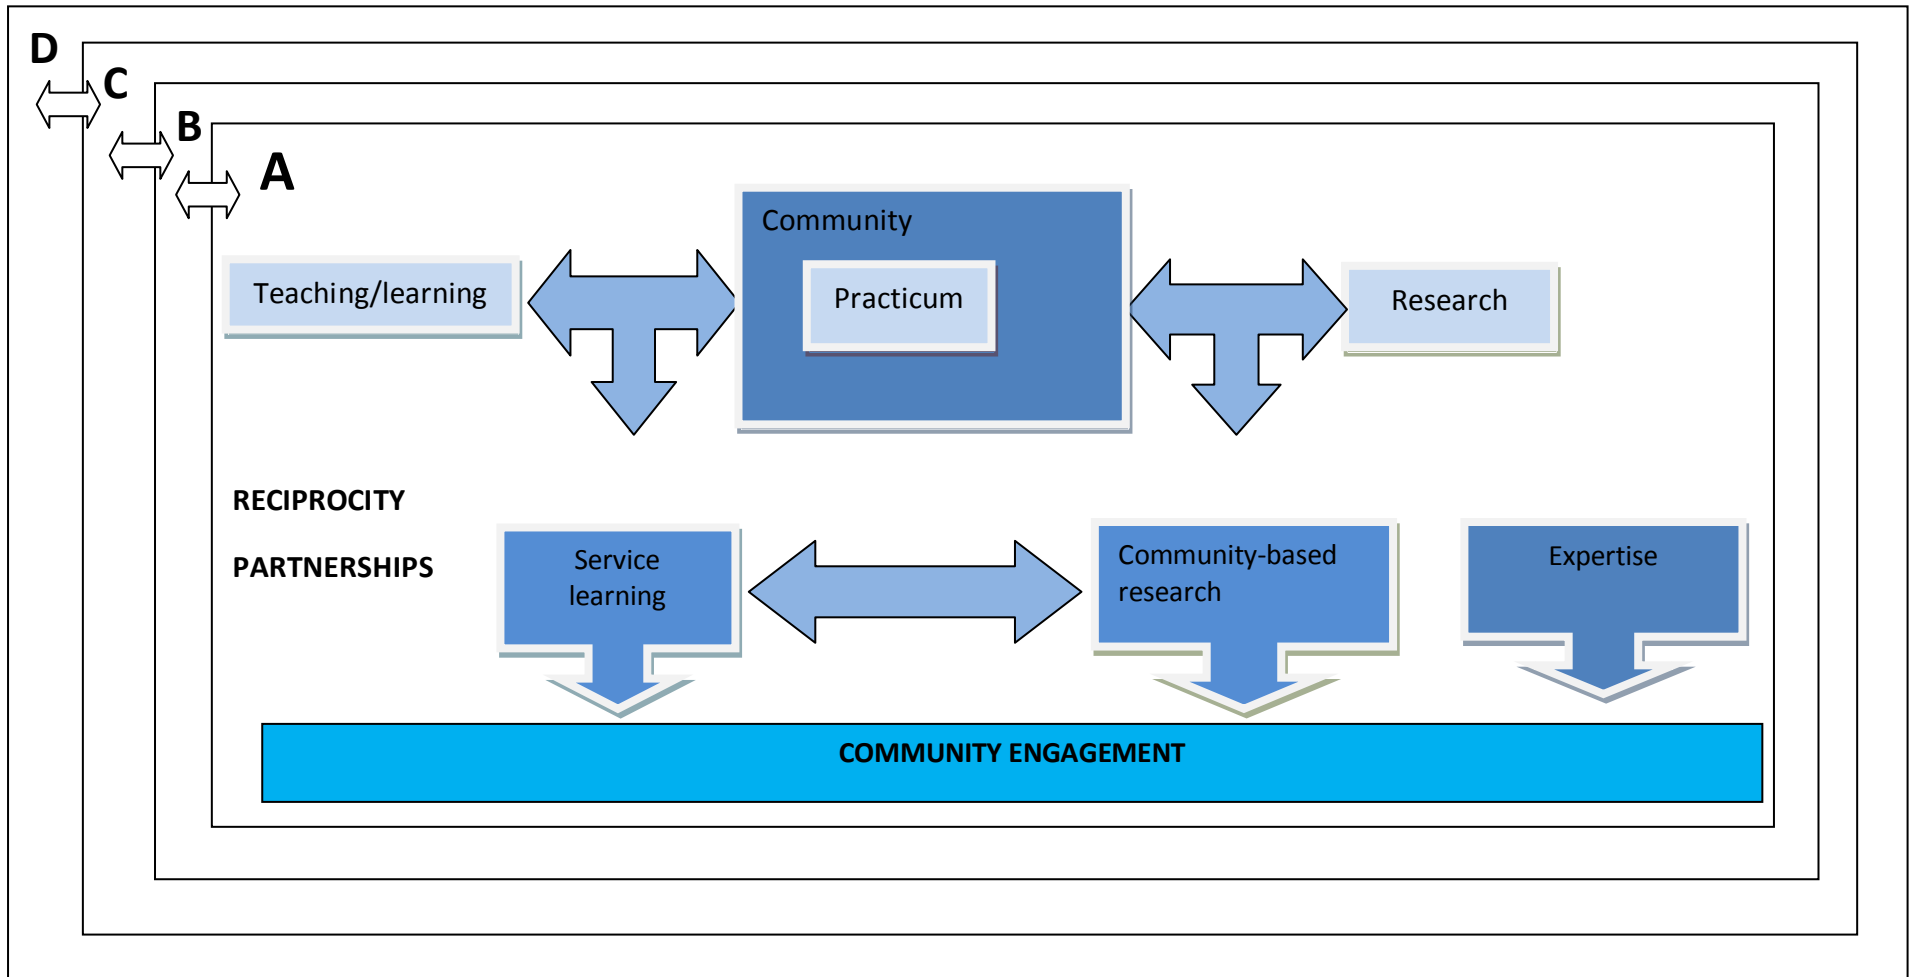 D
C
B
A
Community
Teaching/learning
Practicum
Research
RECIPROCITY
PARTNERSHIPS
Service
learning
Community-based
research
Expertise
COMMUNITY ENGAGEMENT